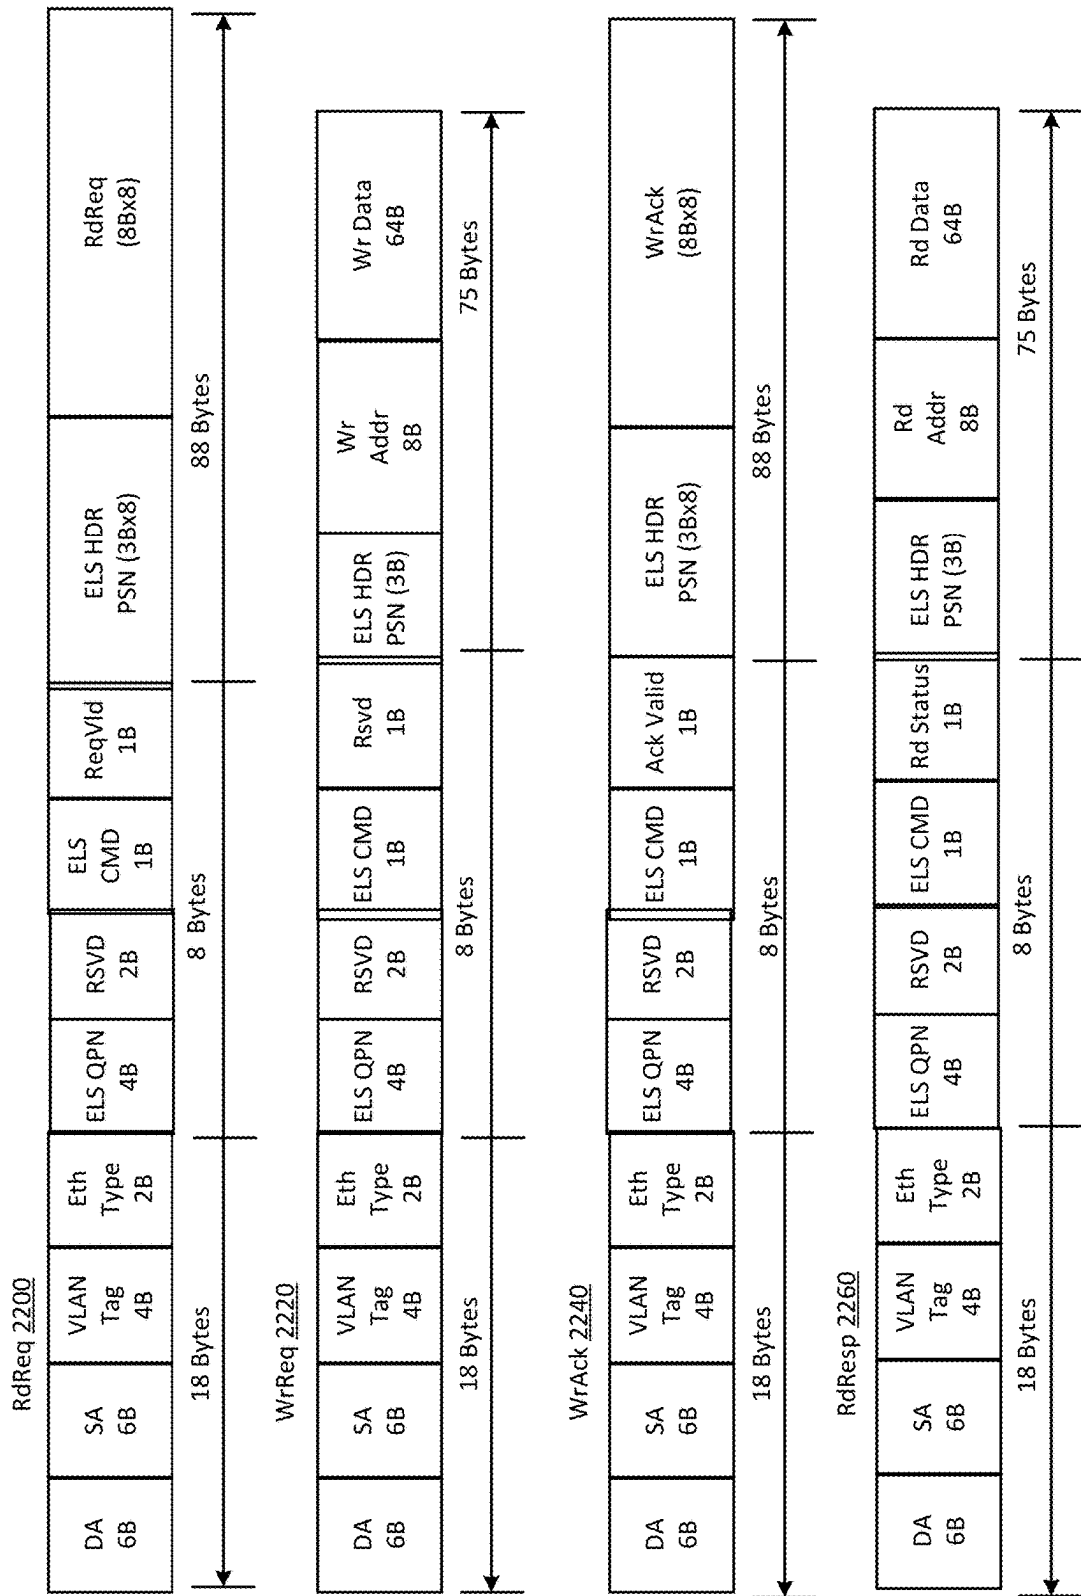 RdReq 2200
DA
6B
SA
6B
VLAN
Tag
4B
Eth
Type
2B
ELS QPN
4B
RSVD
2B
ELS
CMD
1B
ReqVld
1B
ELS HDR
PSN (3Bx8)
RdReq
(8Bx8)
18 Bytes
8 Bytes
88 Bytes
WrReq 2220
DA
6B
SA
6B
VLAN
Tag
4B
Eth
Type
2B
ELS QPN
4B
RSVD
2B
ELS CMD
1B
Rsvd
1B
ELS HDR
PSN (3B)
Wr
Addr
8B
Wr Data
64B
18 Bytes
8 Bytes
75 Bytes
WrAck 2240
DA
6B
SA
6B
VLAN
Tag
4B
Eth
Type
2B
ELS QPN
4B
RSVD
2B
ELS CMD
1B
Ack Valid
1B
ELS HDR
PSN (3Bx8)
WrAck
(8Bx8)
18 Bytes
8 Bytes
88 Bytes
RdResp 2260
DA
6B
SA
6B
VLAN
Tag
4B
Eth
Type
2B
ELS QPN
4B
RSVD
2B
ELS CMD
1B
Rd Status
1B
ELS HDR
PSN (3B)
Rd
Addr
8B
Rd Data
64B
18 Bytes
8 Bytes
75 Bytes